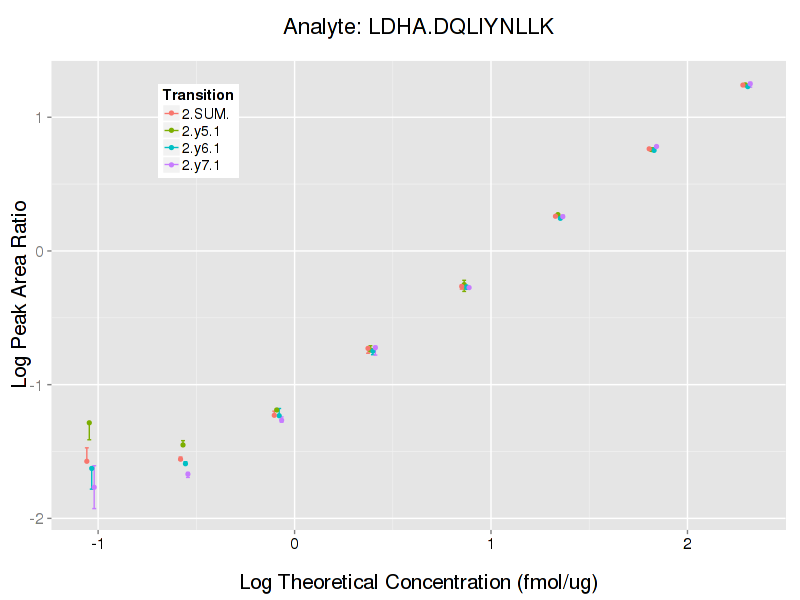 Analyte: LDHA.DQLIYNLLK
Transition
2.SUM.
2.y5.1
2.y6.1
2.y7.1
Log Peak Area Ratio
1
0
-1
-2
-1
0
1
2
Log Theoretical Concentration (fmol/ug)